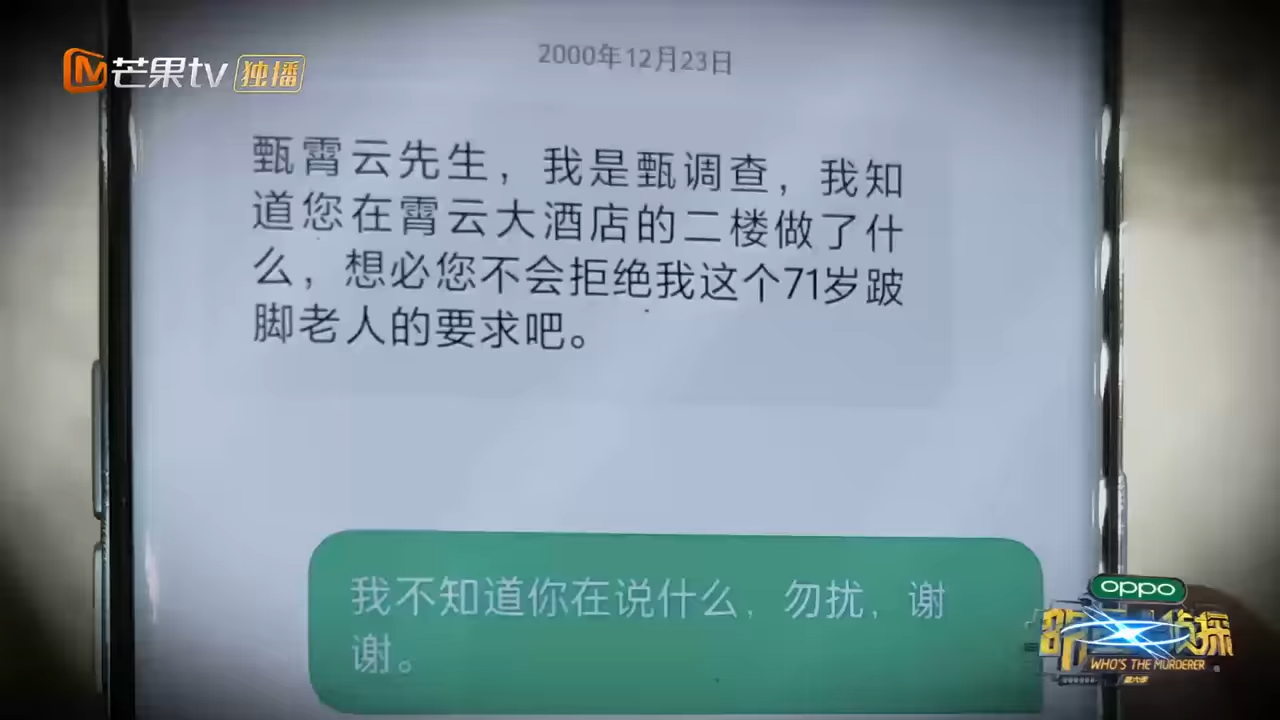 芒果tv 独播
2000年12月23日
甄霄云先生，我是甄调查，我知
道您在霄云大酒店的二楼做了什
么，想必您不会拒绝我这个71岁跛
脚老人的要求吧。
我不知道你在说什么，勿扰，谢
谢。
oppo
侦探
WHO'S THE MURDERER